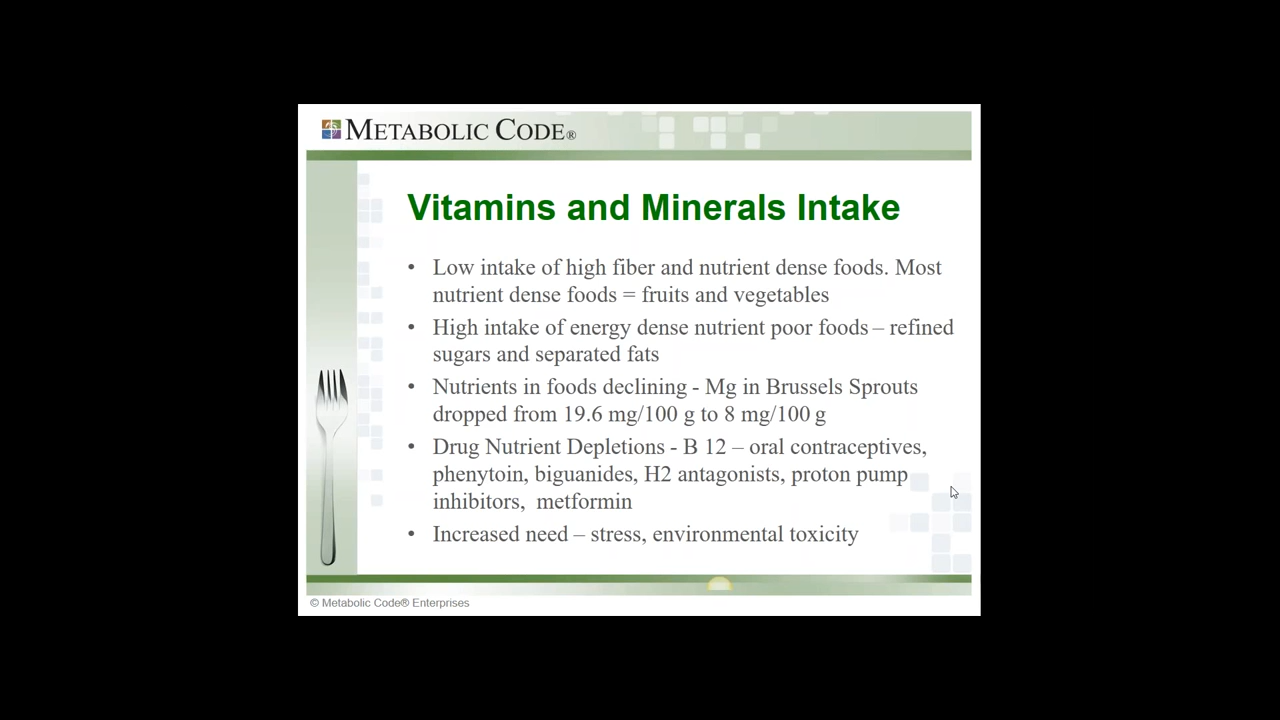 METABOLIC CODE®
Vitamins and Minerals Intake
• Low intake of high fiber and nutrient dense foods. Most
nutrient dense foods = fruits and vegetables
• High intake of energy dense nutrient poor foods – refined
sugars and separated fats
• Nutrients in foods declining - Mg in Brussels Sprouts
dropped from 19.6 mg/100 g to 8 mg/100 g
• Drug Nutrient Depletions - B 12 – oral contraceptives,
phenytoin, biguanides, H2 antagonists, proton pump
inhibitors,  metformin
• Increased need – stress, environmental toxicity
© Metabolic Code® Enterprises